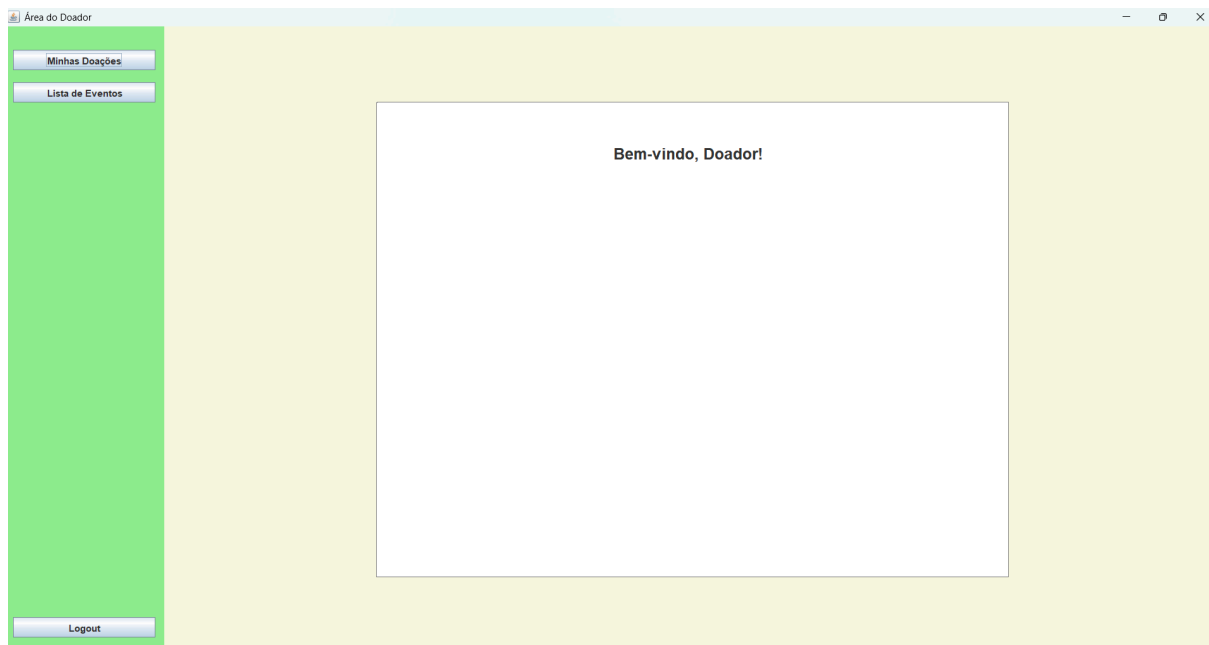 Área do Doador
Minhas Doações
Lista de Eventos
Bem-vindo, Doador!
Logout